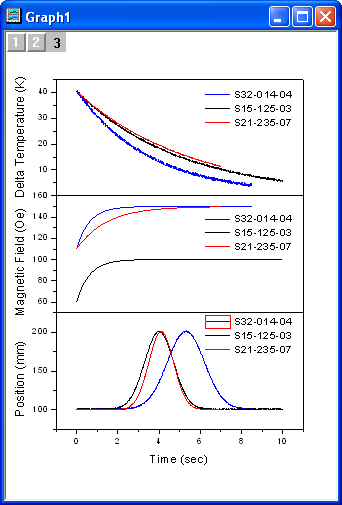 Graph1
1 2 3
Delta Temperature (K)
40
30
20
10
S32-014-04
S15-125-03
S21-235-07
Magnetic Field (Oe)
160
140
120
100
80
60
S32-014-04
S15-125-03
S21-235-07
Position (mm)
200
150
100
S32-014-04
S15-125-03
S21-235-07
0 2 4 6 8 10
Time (sec)